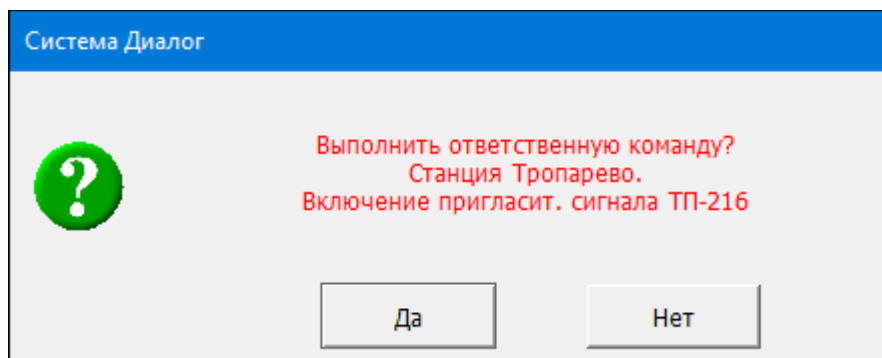 Система Диалог
Выполнить ответственную команду?
Станция Тропарево.
Включение пригласит. сигнала ТП-216
Да
Нет